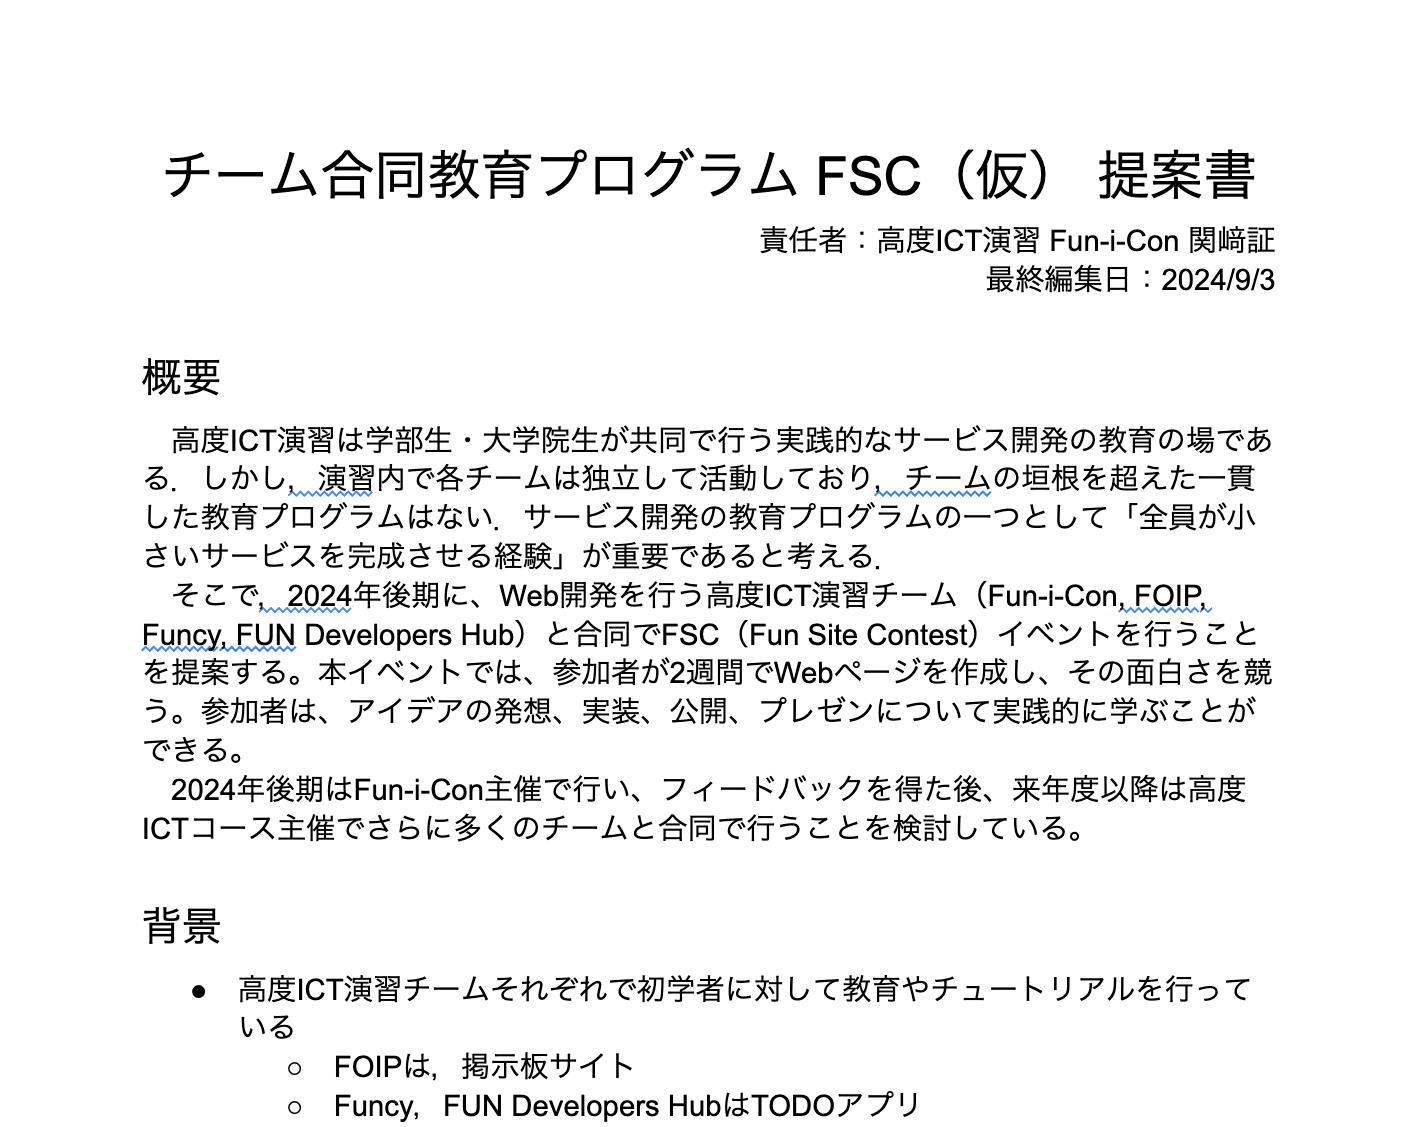 チーム合同教育プログラム FSC（仮） 提案書
責任者：高度ICT演習 Fun-i-Con 関﨑証
最終編集日：2024/9/3
概要
　高度ICT演習は学部生・大学院生が共同で行う実践的なサービス開発の教育の場であ
る．しかし，演習内で各チームは独立して活動しており，チームの垣根を超えた一貫
した教育プログラムはない．サービス開発の教育プログラムの一つとして「全員が小
さいサービスを完成させる経験」が重要であると考える．
　そこで，2024年後期に、Web開発を行う高度ICT演習チーム（Fun-i-Con, FOIP,
Funcy, FUN Developers Hub）と合同でFSC（Fun Site Contest）イベントを行うこと
を提案する。本イベントでは、参加者が2週間でWebページを作成し、その面白さを競
う。参加者は、アイデアの発想、実装、公開、プレゼンについて実践的に学ぶことが
できる。
　2024年後期はFun-i-Con主催で行い、フィードバックを得た後、来年度以降は高度
ICTコース主催でさらに多くのチームと合同で行うことを検討している。
背景
● 高度ICT演習チームそれぞれで初学者に対して教育やチュートリアルを行って
いる
○ FOIPは，掲示板サイト
○ Funcy，FUN Developers HubはTODOアプリ